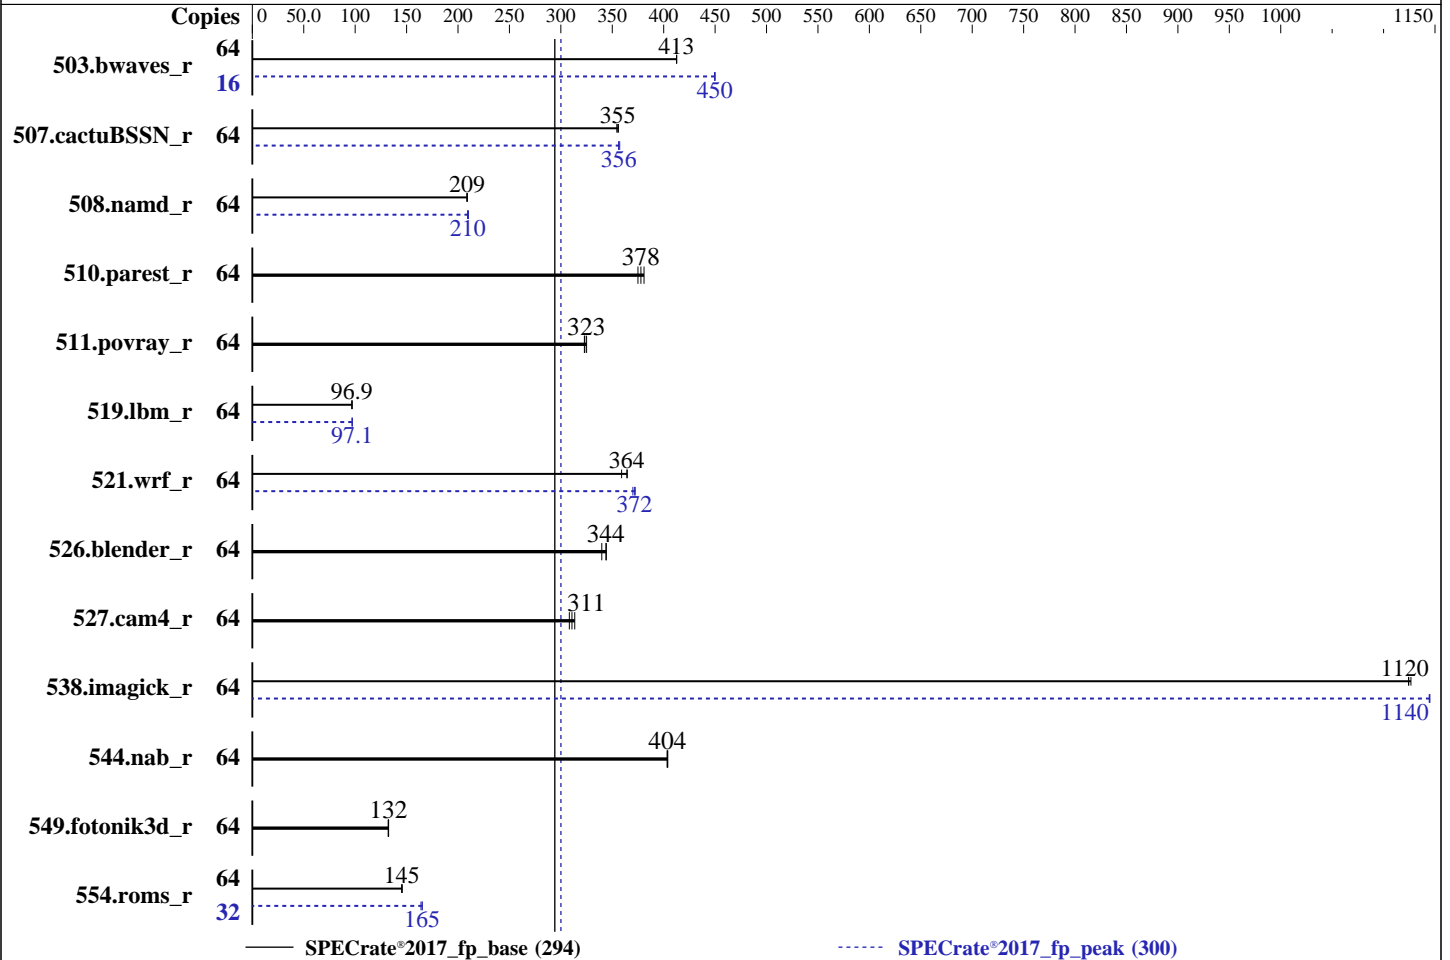 Copies 0 50.0 100 150 200 250 300 350 400 450 500 550 600 650 700 750 800 850 900 950 1000 1150
503.bwaves_r 64 413
16 450
507.cactuBSSN_r 64 355
356
508.namd_r 64 209
210
510.parest_r 64 378
511.povray_r 64 323
519.lbm_r 64 96.9
97.1
521.wrf_r 64 364
372
526.blender_r 64 344
527.cam4_r 64 311
538.imagick_r 64 1120
1140
544.nab_r 64 404
549.fotonik3d_r 64 132
554.roms_r 64 145
32 165
SPECrate®2017_fp_base (294) SPECrate®2017_fp_peak (300)